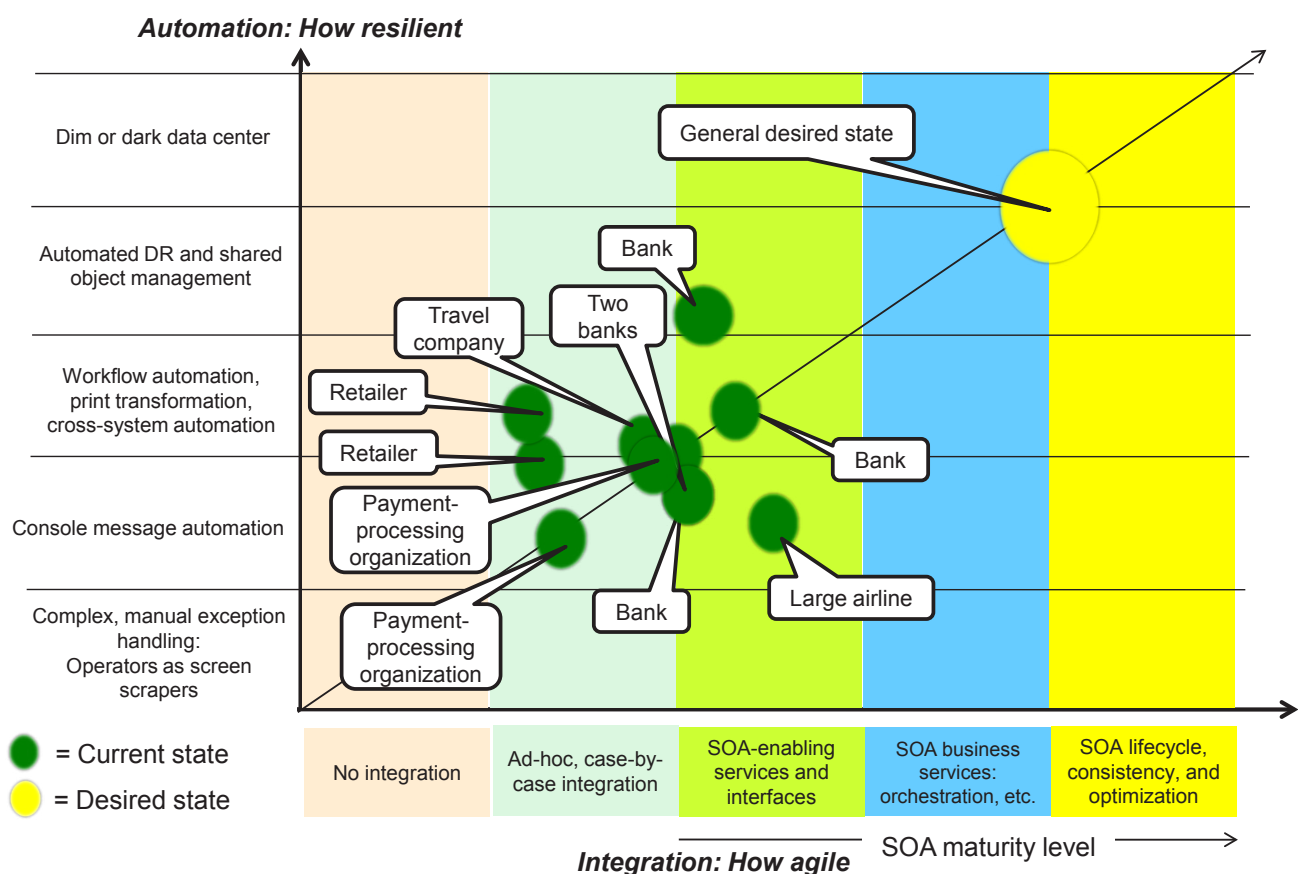 Automation: How resilient
Dim or dark data center
General desired state
Automated DR and shared
object management
Bank
Two
banks
Travel
company
Workflow automation,
print transformation,
cross-system automation
Retailer
Retailer
Bank
Console message automation
Payment-
processing
organization
Large airline
Bank
Complex, manual exception
handling:
Operators as screen
scrapers
Payment-
processing
organization
= Current state
= Desired state
No integration
Ad-hoc, case-by-
case integration
SOA-enabling
services and
interfaces
SOA business
services:
orchestration, etc.
SOA lifecycle,
consistency, and
optimization
SOA maturity level
Integration: How agile